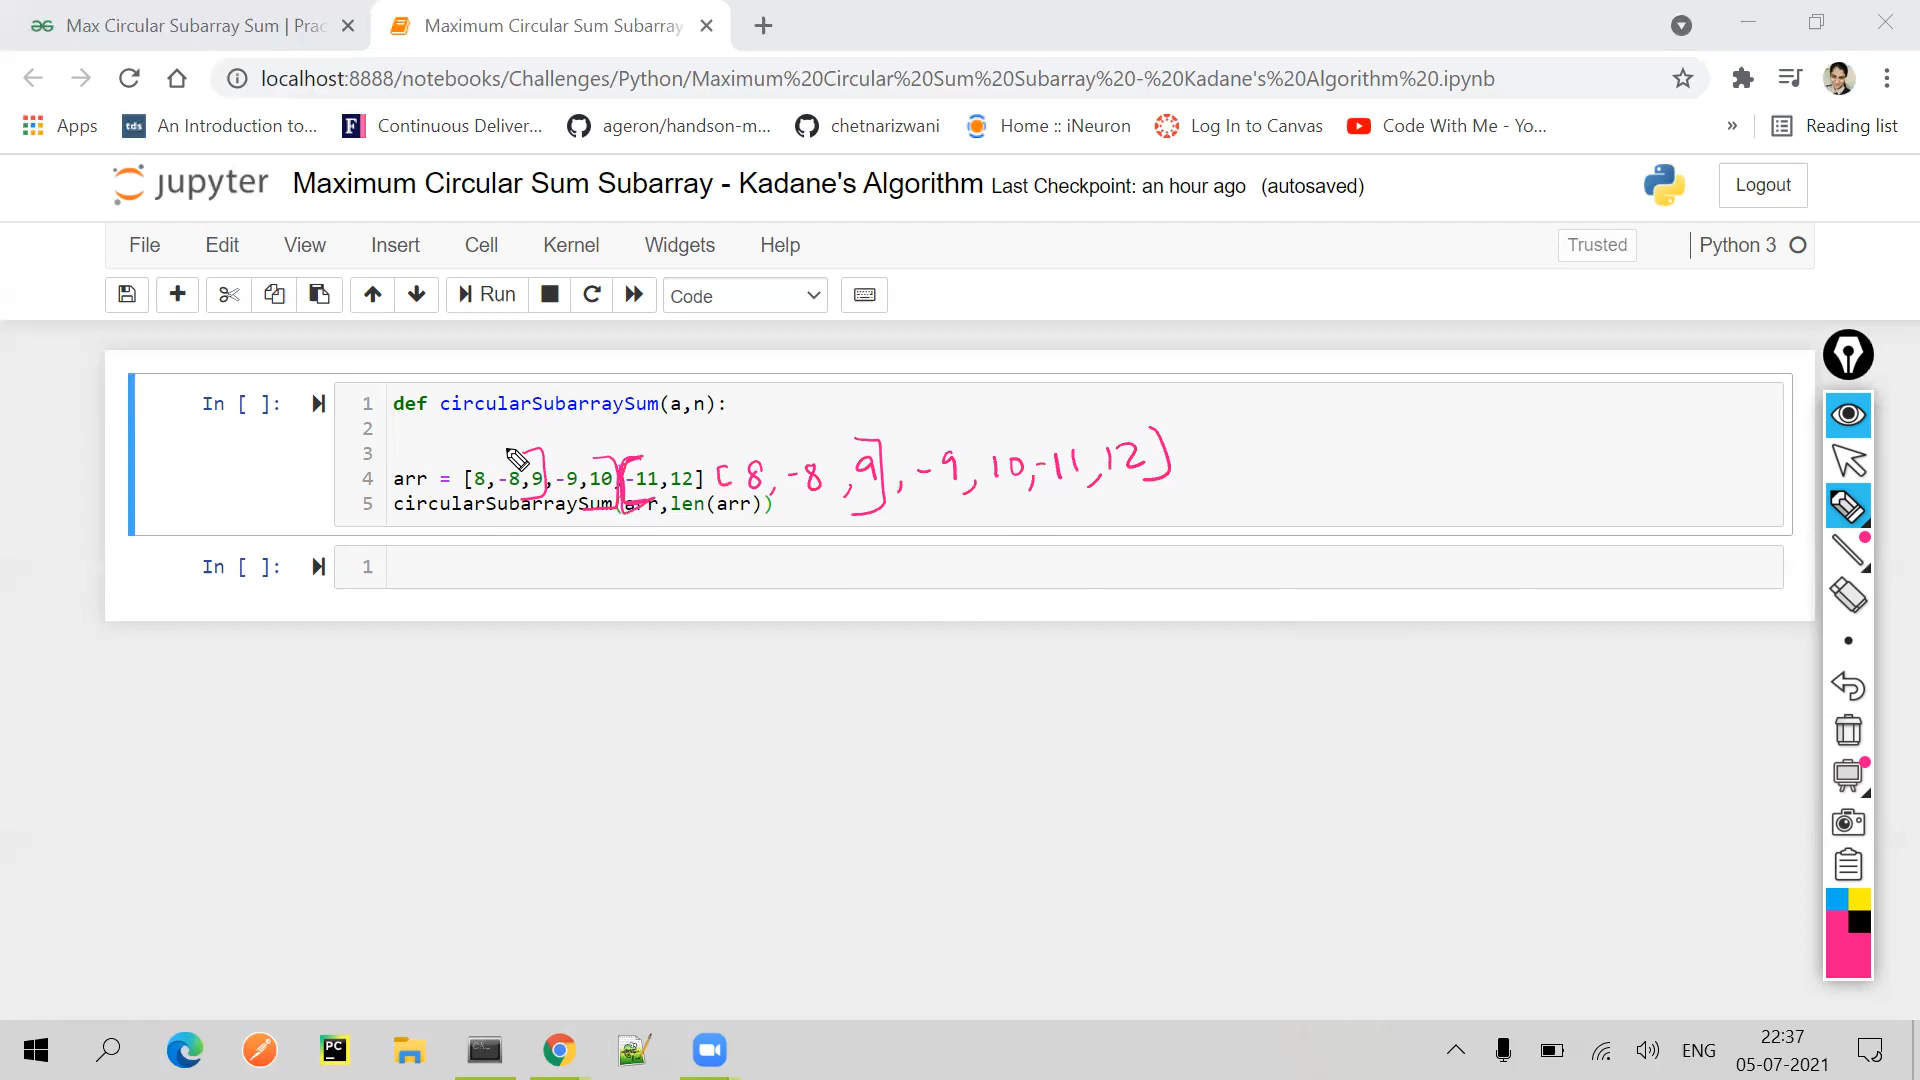 Max Circular Subarray Sum | Prac
Maximum Circular Sum Subarray
localhost:8888/notebooks/Challenges/Python/Maximum%20Circular%20Sum%20Subarray%20-%20Kadane's%20Algorithm%20.ipynb
Apps
tds An Introduction to...
F Continuous Deliver...
ageron/handson-m...
chetnarizwani
Home :: iNeuron
Log In to Canvas
Code With Me - Yo...
»
Reading list
jupyter Maximum Circular Sum Subarray - Kadane's Algorithm Last Checkpoint: an hour ago (autosaved)
Logout
File Edit View Insert Cell Kernel Widgets Help
Trusted
Python 3
Run
Code
In [ ]:
1 def circularSubarraySum(a,n):
2
3
4 arr = [8,-8,9,-9,10,-11,12] [8,-8,9],-9,10,-11,12]
5 circularSubarraySum(arr,len(arr))
In [ ]:
1
PC
ENG
22:37
05-07-2021